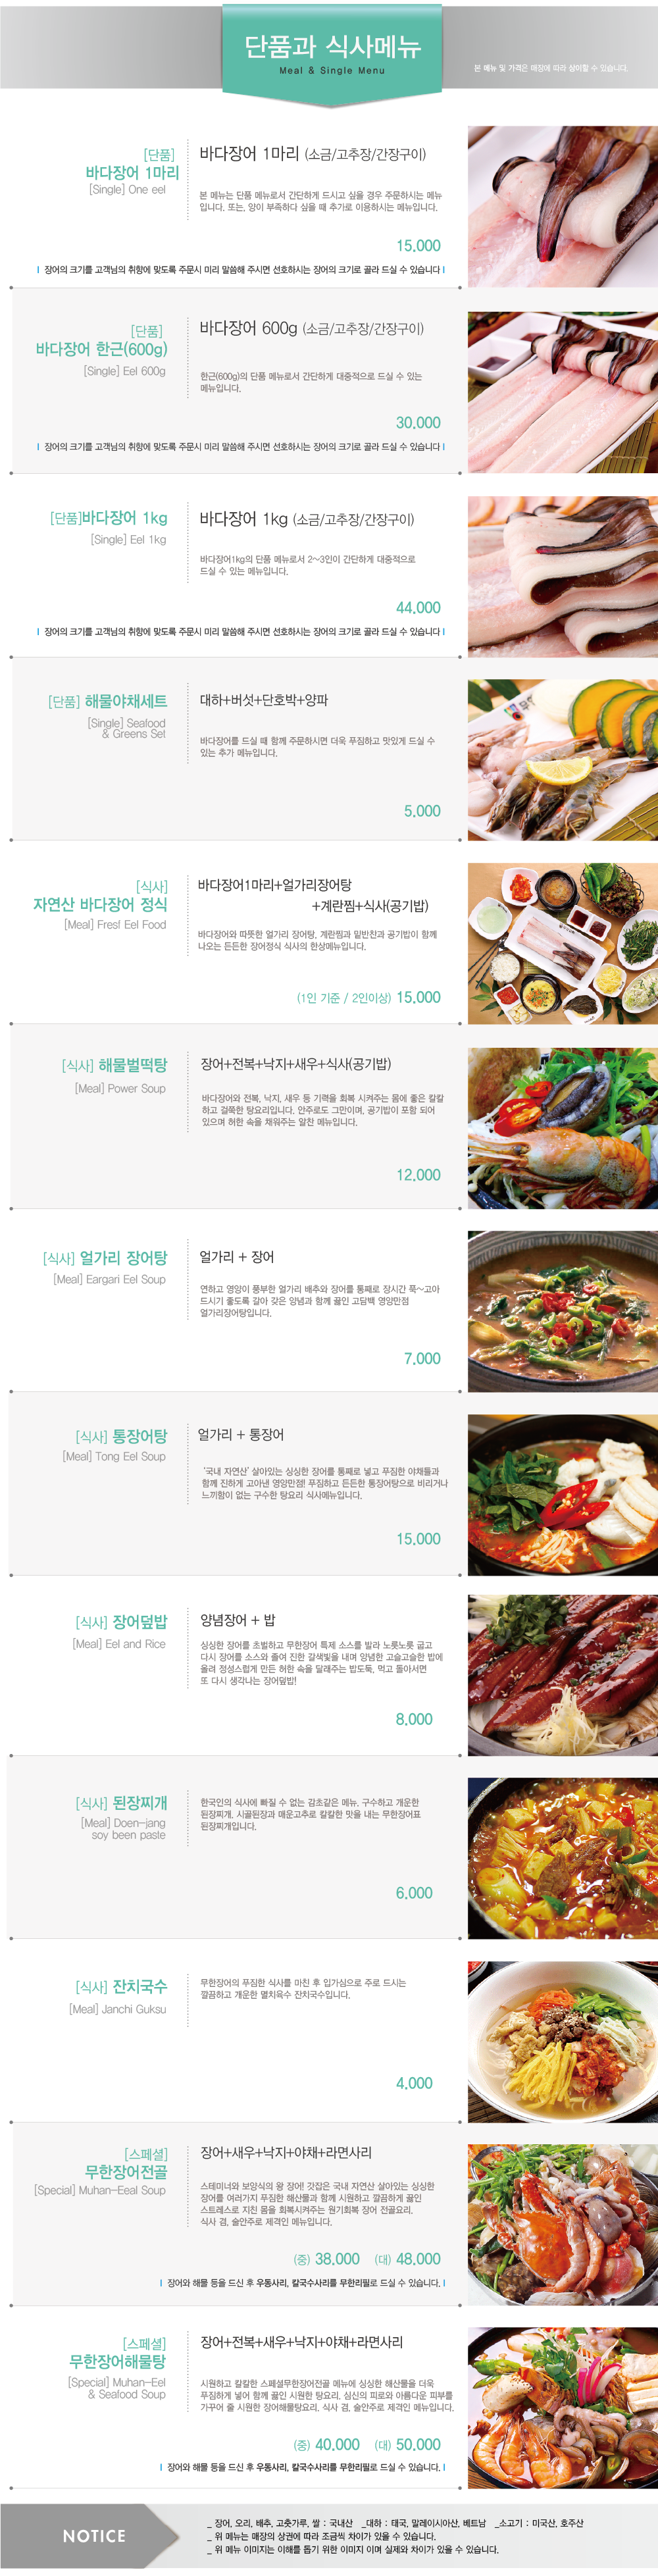 단품과 식사메뉴
Meal & Single Menu
본 메뉴 및 가격은 매장에 따라 상이할 수 있습니다.
[단품]
바다장어 1마리
[Single] One eel
바다장어 1마리 (소금/고추장/간장구이)
본 메뉴는 단품 메뉴로서 간단하게 드시고 싶을 경우 주문하시는 메뉴
입니다. 또는, 양이 부족하다 싶을 때 추가로 이용하시는 메뉴입니다.
15.000
| 장어의 크기를 고객님의 취향에 맞도록 주문시 미리 말씀해 주시면 선호하시는 장어의 크기로 골라 드실 수 있습니다 |
[단품]
바다장어 한근(600g)
[Single] Eel 600g
바다장어 600g (소금/고추장/간장구이)
한근(600g)의 단품 메뉴로서 간단하게 대중적으로 드실 수 있는
메뉴입니다.
30.000
| 장어의 크기를 고객님의 취향에 맞도록 주문시 미리 말씀해 주시면 선호하시는 장어의 크기로 골라 드실 수 있습니다 |
[단품]바다장어 1kg
[Single] Eel 1kg
바다장어 1kg (소금/고추장/간장구이)
바다장어1kg의 단품 메뉴로서 2~3인이 간단하게 대중적으로
드실 수 있는 메뉴입니다.
44.000
| 장어의 크기를 고객님의 취향에 맞도록 주문시 미리 말씀해 주시면 선호하시는 장어의 크기로 골라 드실 수 있습니다 |
[단품] 해물야채세트
[Single] Seafood
& Greens Set
대하+버섯+단호박+양파
바다장어를 드실 때 함께 주문하시면 더욱 푸짐하고 맛있게 드실 수
있는 추가 메뉴입니다.
5.000
[식사]
자연산 바다장어 정식
[Meal] Fresf Eel Food
바다장어1마리+얼가리장어탕
+계란찜+식사(공기밥)
바다장어와 따뜻한 얼가리 장어탕, 계란찜과 밑반찬과 공기밥이 함께
나오는 든든한 장어정식 식사의 한상메뉴입니다.
(1인 기준 / 2인이상) 15.000
[식사] 해물벌떡탕
[Meal] Power Soup
장어+전복+낙지+새우+식사(공기밥)
바다장어와 전복, 낙지, 새우 등 기력을 회복 시켜주는 몸에 좋은 칼칼
하고 걸쭉한 탕요리입니다. 안주로도 그만이며, 공기밥이 포함 되어
있으며 허한 속을 채워주는 알찬 메뉴입니다.
12.000
[식사] 얼가리 장어탕
[Meal] Eargari Eel Soup
얼가리 + 장어
연하고 영양이 풍부한 얼가리 배추와 장어를 통째로 장시간 푹~고아
드시기 좋도록 갈아 갖은 양념과 함께 끓인 고담백 영양만점
얼가리장어탕입니다.
7.000
[식사] 통장어탕
[Meal] Tong Eel Soup
얼가리 + 통장어
'국내 자연산' 살아있는 싱싱한 장어를 통째로 넣고 푸짐한 야채들과
함께 진하게 고아낸 영양만점! 푸짐하고 든든한 통장어탕으로 비리거나
느끼함이 없는 구수한 탕요리 식사메뉴입니다.
15.000
[식사] 장어덮밥
[Meal] Eel and Rice
양념장어 + 밥
싱싱한 장어를 초벌하고 무한장어 특제 소스를 발라 노릇노릇 굽고
다시 장어를 소스와 졸여 진한 갈색빛을 내며 양념한 고슬고슬한 밥에
올려 정성스럽게 만든 허한 속을 달래주는 밥도둑, 먹고 돌아서면
또 다시 생각나는 장어덮밥!
8.000
[식사] 된장찌개
[Meal] Doen-jang
soy been paste
한국인의 식사에 빠질 수 없는 감초같은 메뉴. 구수하고 개운한
된장찌개, 시골된장과 매운고추로 칼칼한 맛을 내는 무한장어표
된장찌개입니다.
6.000
[식사] 잔치국수
[Meal] Janchi Guksu
무한장어의 푸짐한 식사를 마친 후 입가심으로 주로 드시는
깔끔하고 개운한 멸치육수 잔치국수입니다.
4.000
[스페셜]
무한장어전골
[Special] Muhan-Eeal Soup
장어+새우+낙지+야채+라면사리
스테미너와 보양식의 왕 장어! 갓잡은 국내 자연산 살아있는 싱싱한
장어를 여러가지 푸짐한 해산물과 함께 시원하고 깔끔하게 끓인
스트레스로 지친 몸을 회복시켜주는 원기회복 장어 전골요리.
식사 겸, 술안주로 제격인 메뉴입니다.
(중) 38.000 (대) 48.000
| 장어와 해물 등을 드신 후 우동사리, 칼국수사리를 무한리필로 드실 수 있습니다. |
[스페셜]
무한장어해물탕
[Special] Muhan-Eel
& Seafood Soup
장어+전복+새우+낙지+야채+라면사리
시원하고 칼칼한 스페셜무한장어전골 메뉴에 싱싱한 해산물을 더욱
푸짐하게 넣어 함께 끓인 시원한 탕요리, 심신의 피로와 아름다운 피부를
가꾸어 줄 시원한 장어해물탕요리. 식사 겸, 술안주로 제격인 메뉴입니다.
(중) 40.000 (대) 50.000
| 장어와 해물 등을 드신 후 우동사리, 칼국수사리를 무한리필로 드실 수 있습니다. |
NOTICE
_ 장어, 오리, 배추, 고춧가루, 쌀 : 국내산 _대하 : 태국, 말레이시아산, 베트남 _소고기 : 미국산, 호주산
_ 위 메뉴는 매장의 상권에 따라 조금씩 차이가 있을 수 있습니다.
_ 위 메뉴 이미지는 이해를 돕기 위한 이미지 이며 실제와 차이가 있을 수 있습니다.